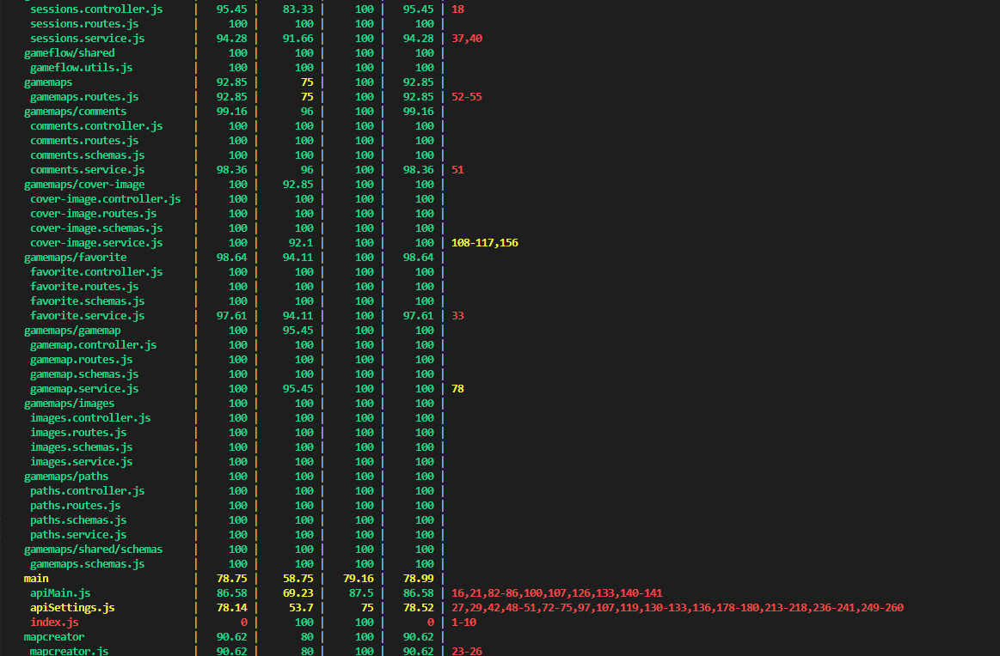 sessions.controller.js | 95.45 | 83.33 | 100 | 95.45 | 18
sessions.routes.js | 100 | 100 | 100 | 100 |
sessions.service.js | 94.28 | 91.66 | 100 | 94.28 | 37,40
gameflow/shared | 100 | 100 | 100 | 100 |
gameflow.utils.js | 100 | 100 | 100 | 100 |
gamemaps | 92.85 | 75 | 100 | 92.85 |
gamemaps.routes.js | 92.85 | 75 | 100 | 92.85 | 52-55
gamemaps/comments | 99.16 | 96 | 100 | 99.16 |
comments.controller.js | 100 | 100 | 100 | 100 |
comments.routes.js | 100 | 100 | 100 | 100 |
comments.schemas.js | 100 | 100 | 100 | 100 |
comments.service.js | 98.36 | 96 | 100 | 98.36 | 51
gamemaps/cover-image | 100 | 92.85 | 100 | 100 |
cover-image.controller.js | 100 | 100 | 100 | 100 |
cover-image.routes.js | 100 | 100 | 100 | 100 |
cover-image.schemas.js | 100 | 100 | 100 | 100 |
cover-image.service.js | 100 | 92.1 | 100 | 100 | 108-117,156
gamemaps/favorite | 98.64 | 94.11 | 100 | 98.64 |
favorite.controller.js | 100 | 100 | 100 | 100 |
favorite.routes.js | 100 | 100 | 100 | 100 |
favorite.schemas.js | 100 | 100 | 100 | 100 |
favorite.service.js | 97.61 | 94.11 | 100 | 97.61 | 33
gamemaps/gamemap | 100 | 95.45 | 100 | 100 |
gamemap.controller.js | 100 | 100 | 100 | 100 |
gamemap.routes.js | 100 | 100 | 100 | 100 |
gamemap.schemas.js | 100 | 100 | 100 | 100 |
gamemap.service.js | 100 | 95.45 | 100 | 100 | 78
gamemaps/images | 100 | 100 | 100 | 100 |
images.controller.js | 100 | 100 | 100 | 100 |
images.routes.js | 100 | 100 | 100 | 100 |
images.schemas.js | 100 | 100 | 100 | 100 |
images.service.js | 100 | 100 | 100 | 100 |
gamemaps/paths | 100 | 100 | 100 | 100 |
paths.controller.js | 100 | 100 | 100 | 100 |
paths.routes.js | 100 | 100 | 100 | 100 |
paths.schemas.js | 100 | 100 | 100 | 100 |
paths.service.js | 100 | 100 | 100 | 100 |
gamemaps/shared/schemas | 100 | 100 | 100 | 100 |
gamemaps.schemas.js | 100 | 100 | 100 | 100 |
main | 78.75 | 58.75 | 79.16 | 78.99 |
apiMain.js | 86.58 | 69.23 | 87.5 | 86.58 | 16,21,82-86,100,107,126,133,140-141
apiSettings.js | 78.14 | 53.7 | 75 | 78.52 | 27,29,42,48-51,72-75,97,107,119,130-133,136,178-180,213-218,236-241,249-260
index.js | 0 | 100 | 100 | 0 | 1-10
mapcreator | 90.62 | 80 | 100 | 90.62 |
mapcreator.js | 90.62 | 80 | 100 | 90.62 | 23-26